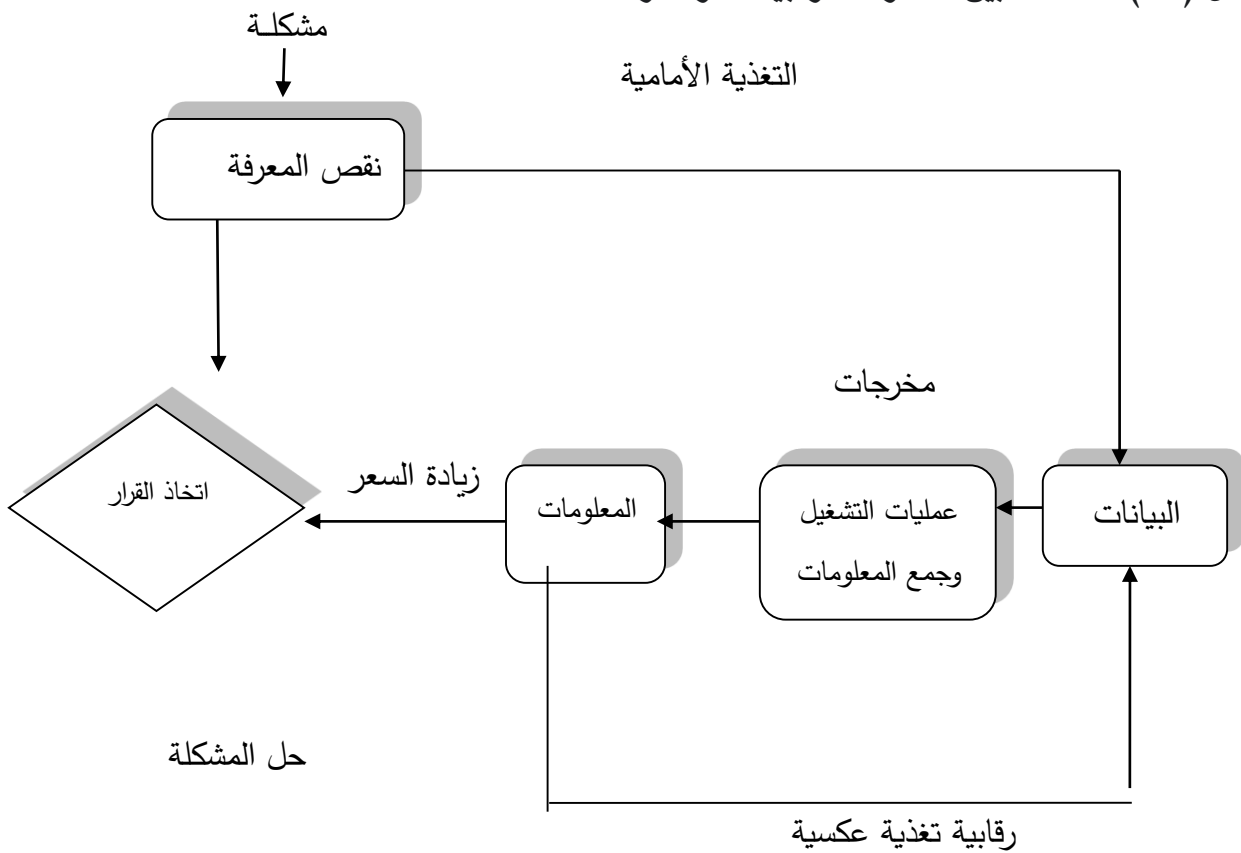 مشكلــة
التغذية الأمامية
نقص المعرفة
مخرجات
زيادة السعر
اتخاذ القرار
المعلومات
عمليات التشغيل
وجمع المعلومات
البيانات
حل المشكلة
رقابية تغذية عكسية